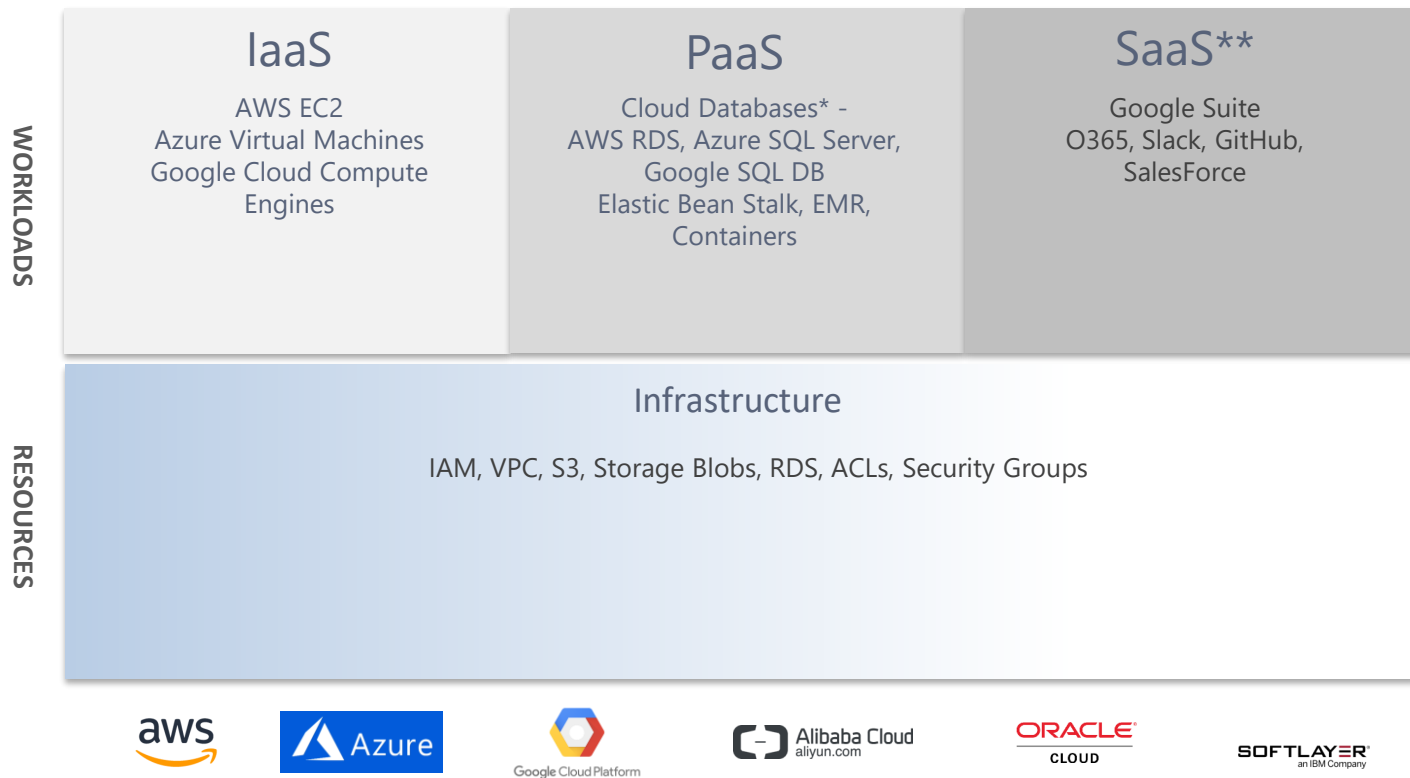 WORKLOADS
IaaS
AWS EC2
Azure Virtual Machines
Google Cloud Compute
Engines
PaaS
Cloud Databases* -
AWS RDS, Azure SQL Server,
Google SQL DB
Elastic Bean Stalk, EMR,
Containers
SaaS**
Google Suite
O365, Slack, GitHub,
SalesForce
RESOURCES
Infrastructure
IAM, VPC, S3, Storage Blobs, RDS, ACLs, Security Groups
aws
Azure
Google Cloud Platform
Alibaba Cloud
aliyun.com
ORACLE®
CLOUD
SOFTLAYER®
an IBM Company